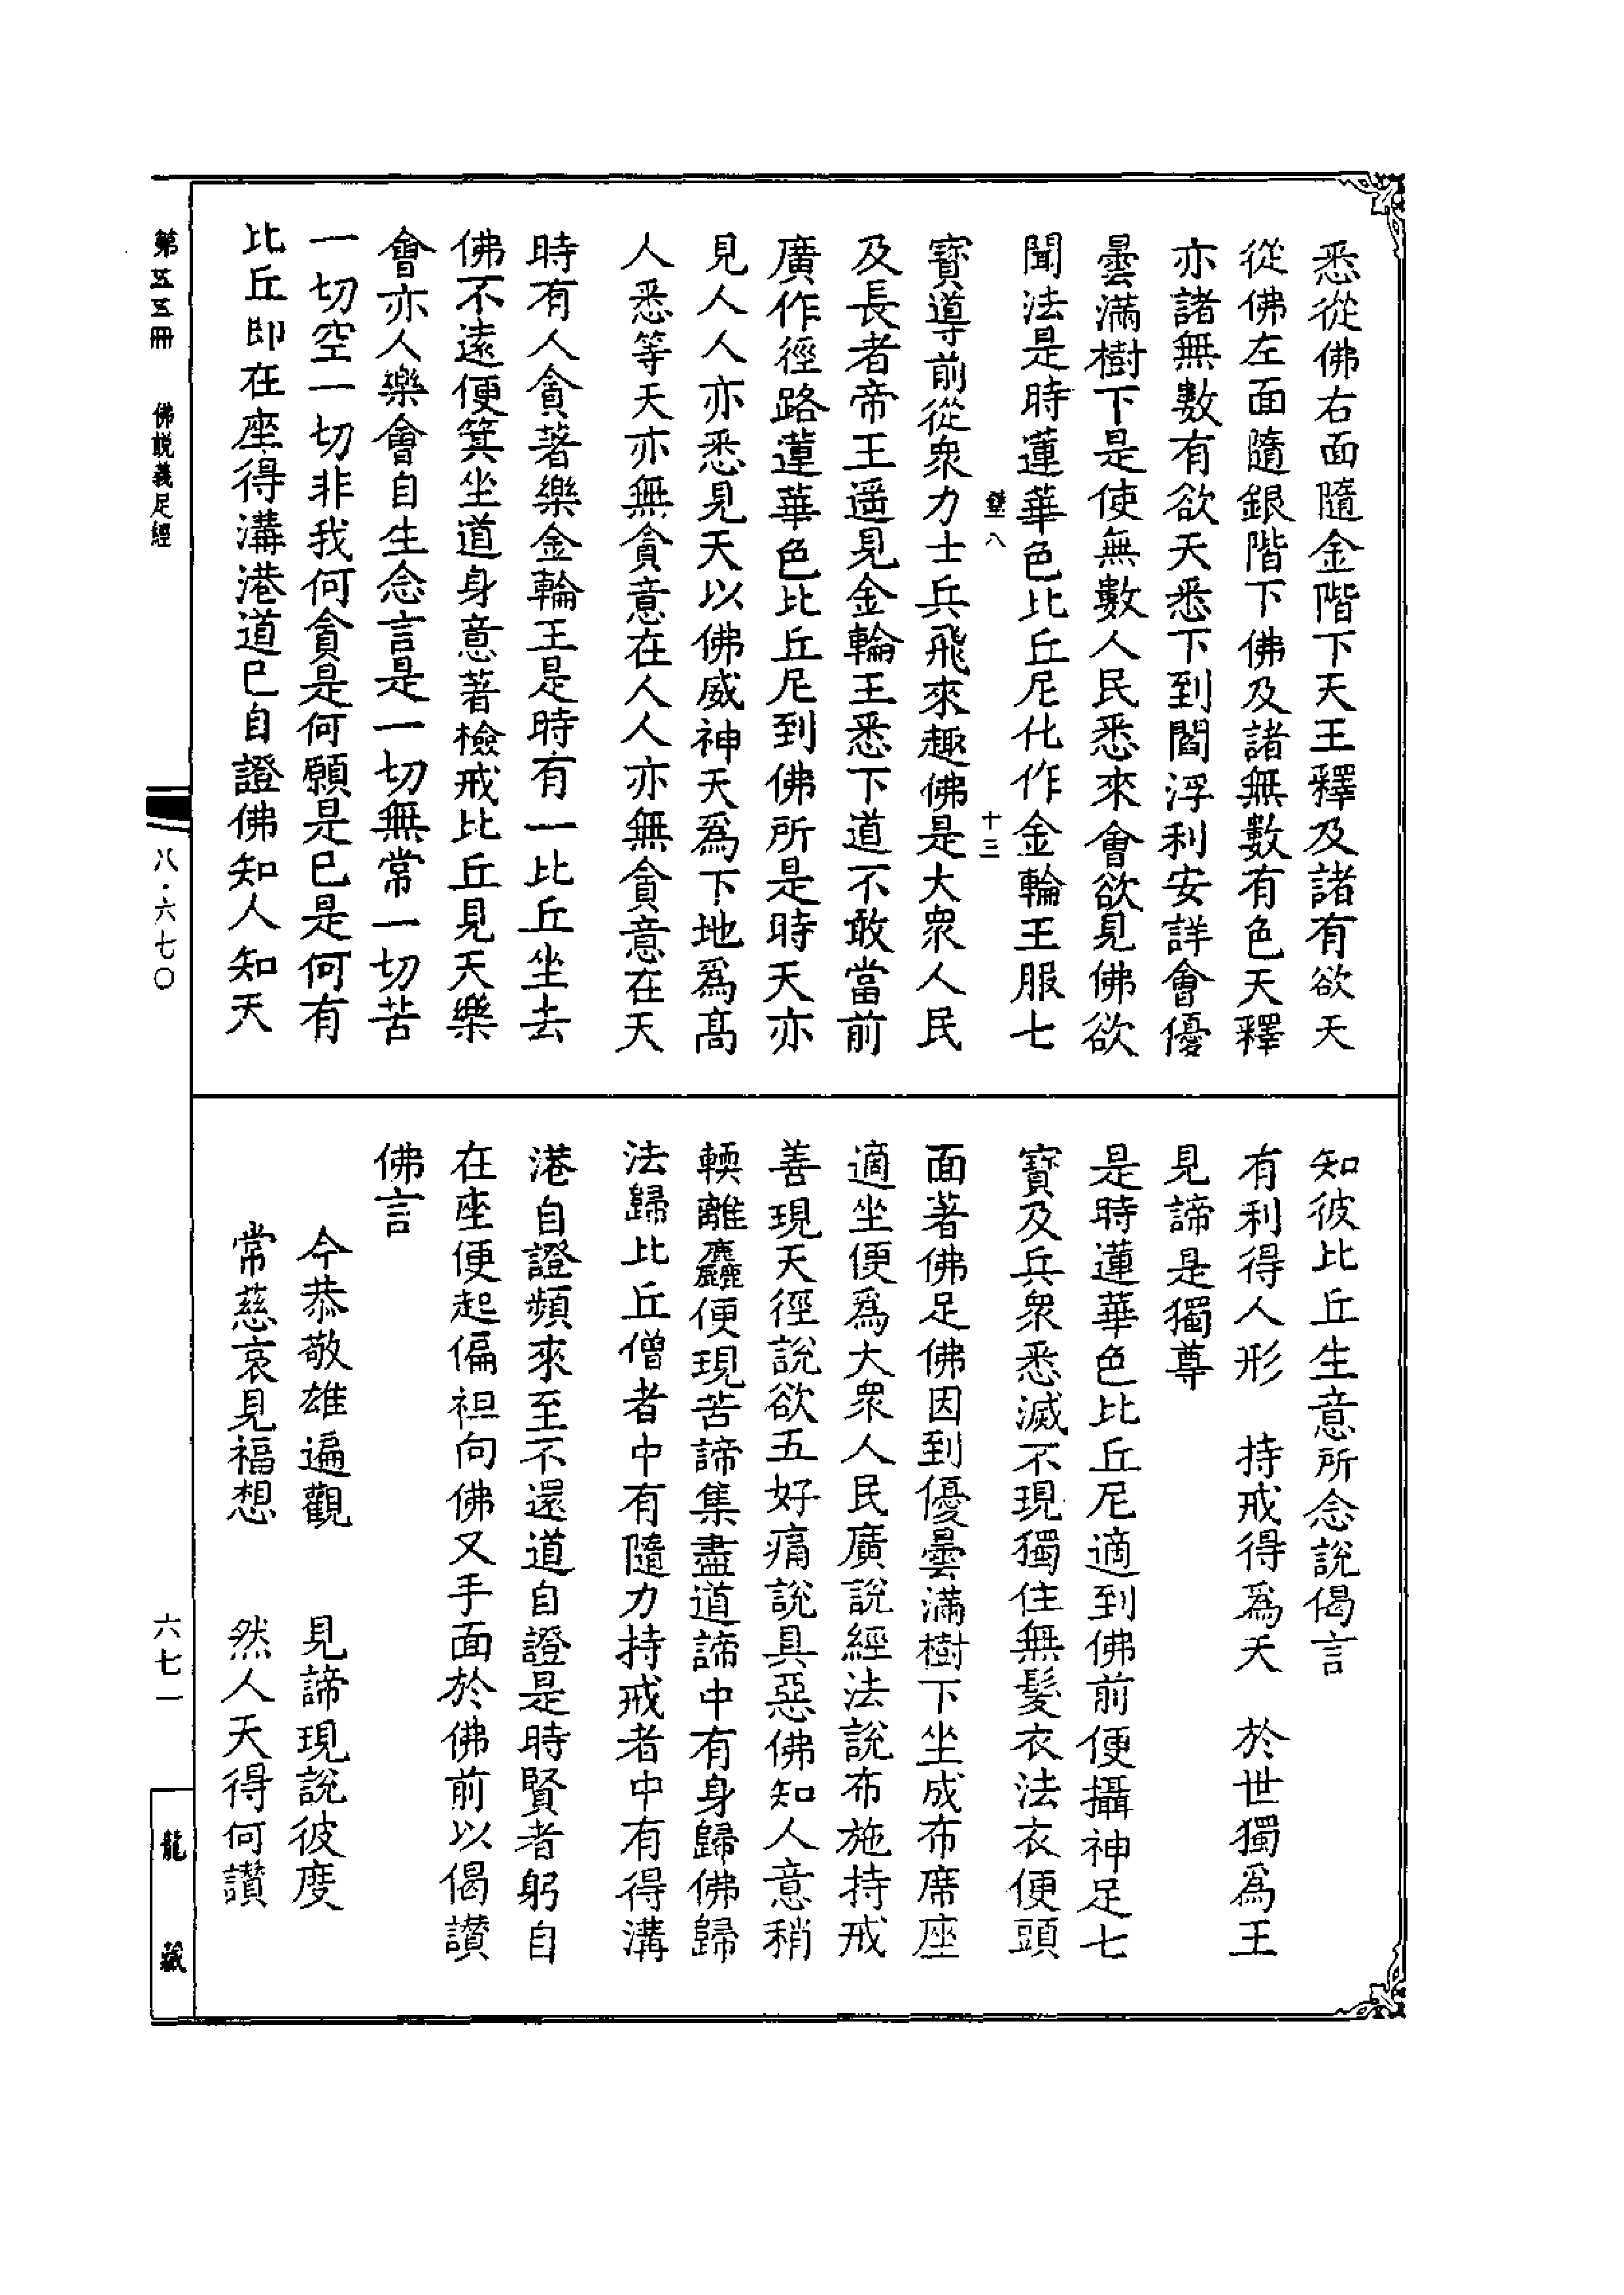 悉從佛右面隨金階下天王釋及諸有欲天
從佛左面隨銀階下佛及諸無數有色天釋
亦諸無數有欲天悉下到閻浮利安詳會優
曇滿樹下是使無數人民悉來會欲見佛欲
聞法是時蓮華色比丘尼化作金輪王服七
八 十三
寶導前從衆力士兵飛來趣佛是大衆人民
及長者帝王遥見金輪王悉下道不敢當前
廣作徑路蓮華色比丘尼到佛所是時天亦
見人人亦悉見天以佛威神天爲下地爲髙
人悉等天亦無貪意在人人亦無貪意在天
時有人貪著樂金輪王是時有一比丘坐去
佛不遠便箕坐道身意著檢戒比丘見天樂
會亦人樂會自生念言是一切無常一切苦
一切空一切非我何貪是何願是巳是何有
比丘即在座得溝港道巳自證佛知人知天
知彼比丘生意所念說偈言
有利得人形 持戒得爲天 於世獨爲王
見諦是獨尊
是時蓮華色比丘尼適到佛前便攝神足七
寶及兵衆悉滅不現獨住無髮衣法衣便頭
面著佛足佛因到優曇滿樹下坐成布席座
適坐便爲大衆人民廣說經法說布施持戒
善現天徑說欲五好痛說具惡佛知人意稍
輭離麤便現苦諦集盡道諦中有身歸佛歸
法歸比丘僧者中有隨力持戒者中有得溝
港自證頻來至不還道自證是時賢者躬自
在座便起偏袒向佛又手面於佛前以偈讃
佛言
今恭敬雄遍觀 見諦現說彼度
常慈哀見福想 然人天得何讃
第五五冊 佛説義足經
八·六七〇
六七一
龍藏